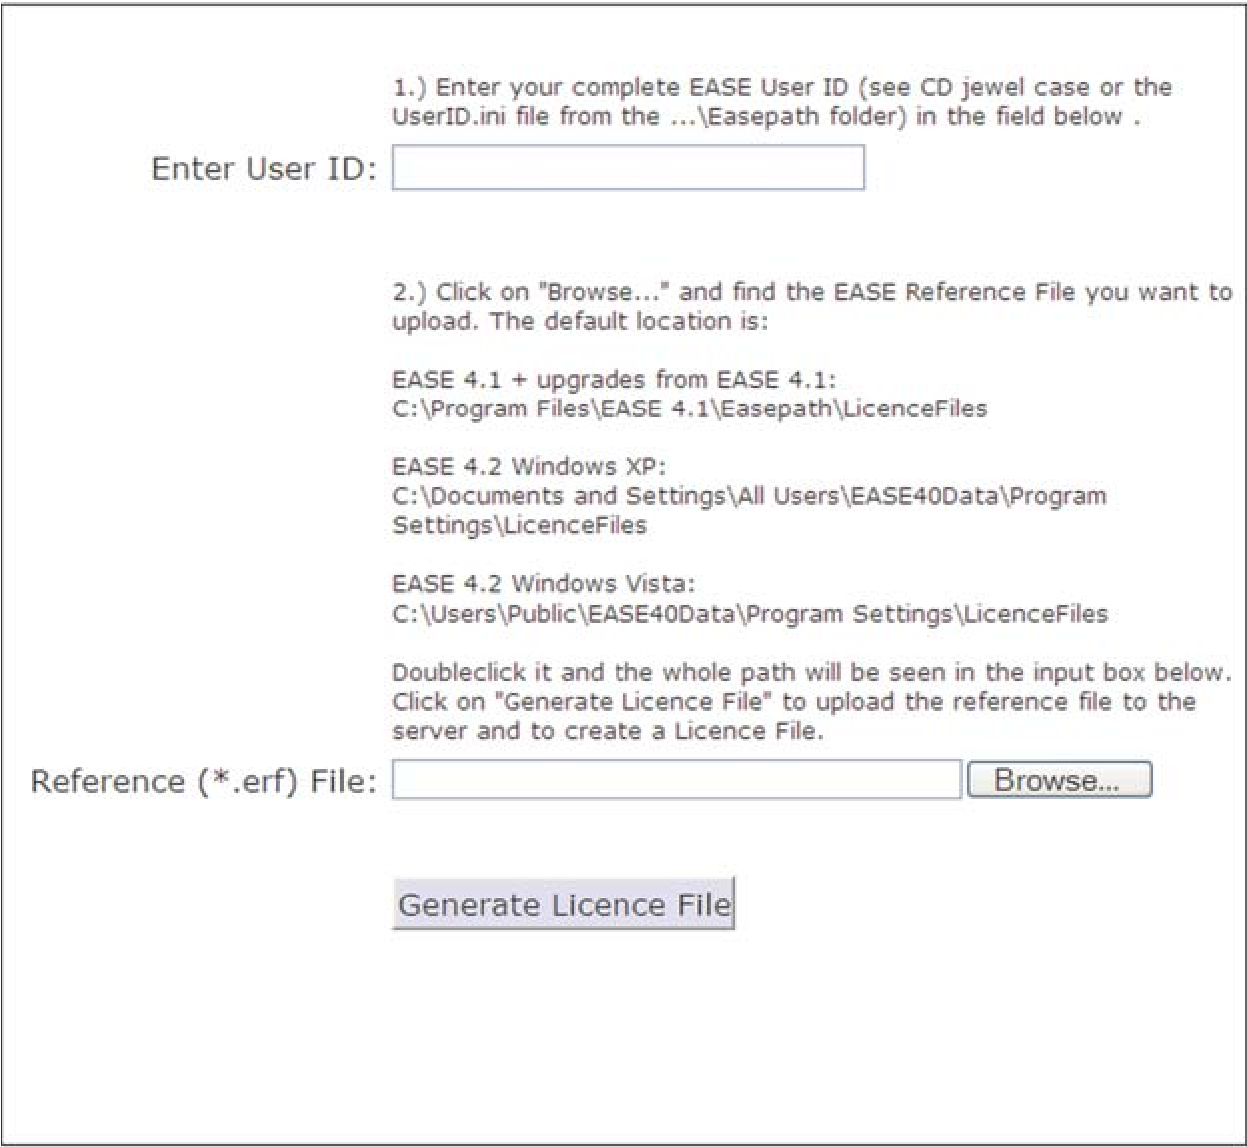 1.) Enter your complete EASE User ID (see CD jewel case or the
UserID.ini file from the ...\Easepath folder) in the field below .
Enter User ID:
2.) Click on "Browse..." and find the EASE Reference File you want to
upload. The default location is:
EASE 4.1 + upgrades from EASE 4.1:
C:\Program Files\EASE 4.1\Easepath\LicenceFiles
EASE 4.2 Windows XP:
C:\Documents and Settings\All Users\EASE40Data\Program
Settings\LicenceFiles
EASE 4.2 Windows Vista:
C:\Users\Public\EASE40Data\Program Settings\LicenceFiles
Doubleclick it and the whole path will be seen in the input box below.
Click on "Generate Licence File" to upload the reference file to the
server and to create a Licence File.
Reference (*.erf) File: Browse...
Generate Licence File